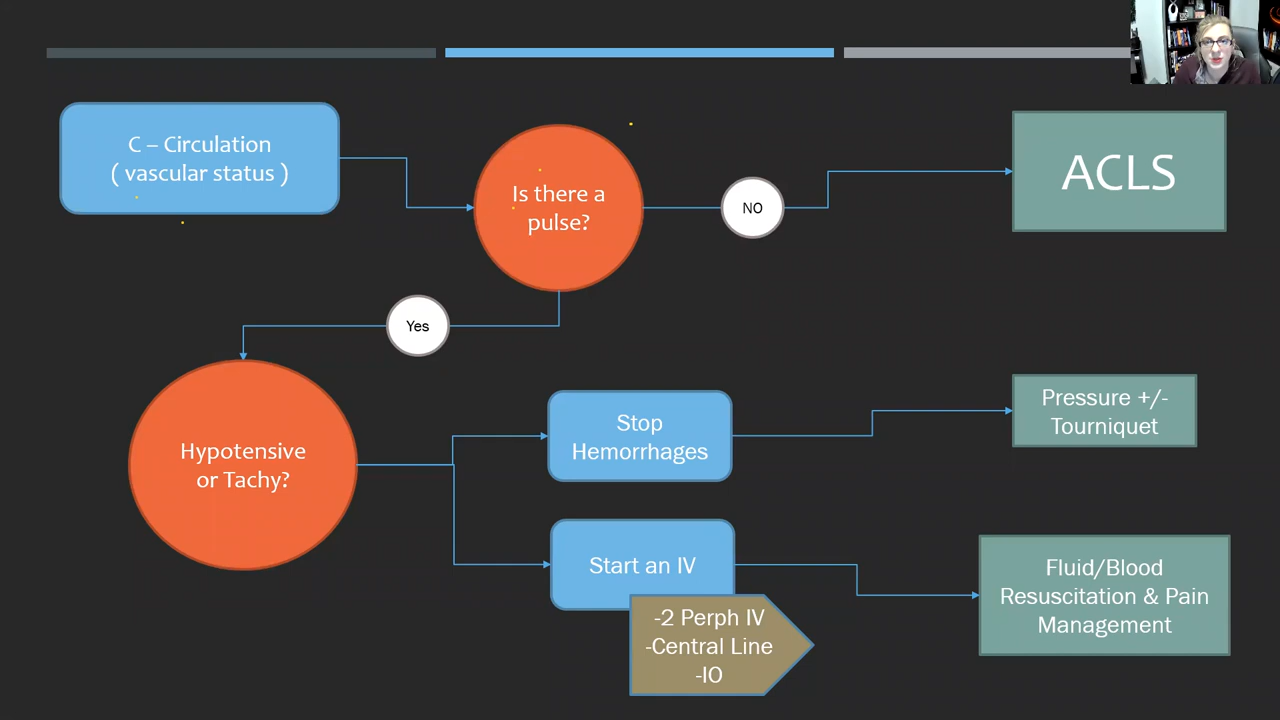 C – Circulation
( vascular status )
Is there a
pulse?
NO
ACLS
Yes
Hypotensive
or Tachy?
Stop
Hemorrhages
Pressure +/-
Tourniquet
Start an IV
-2 Perph IV
-Central Line
-IO
Fluid/Blood
Resuscitation & Pain
Management